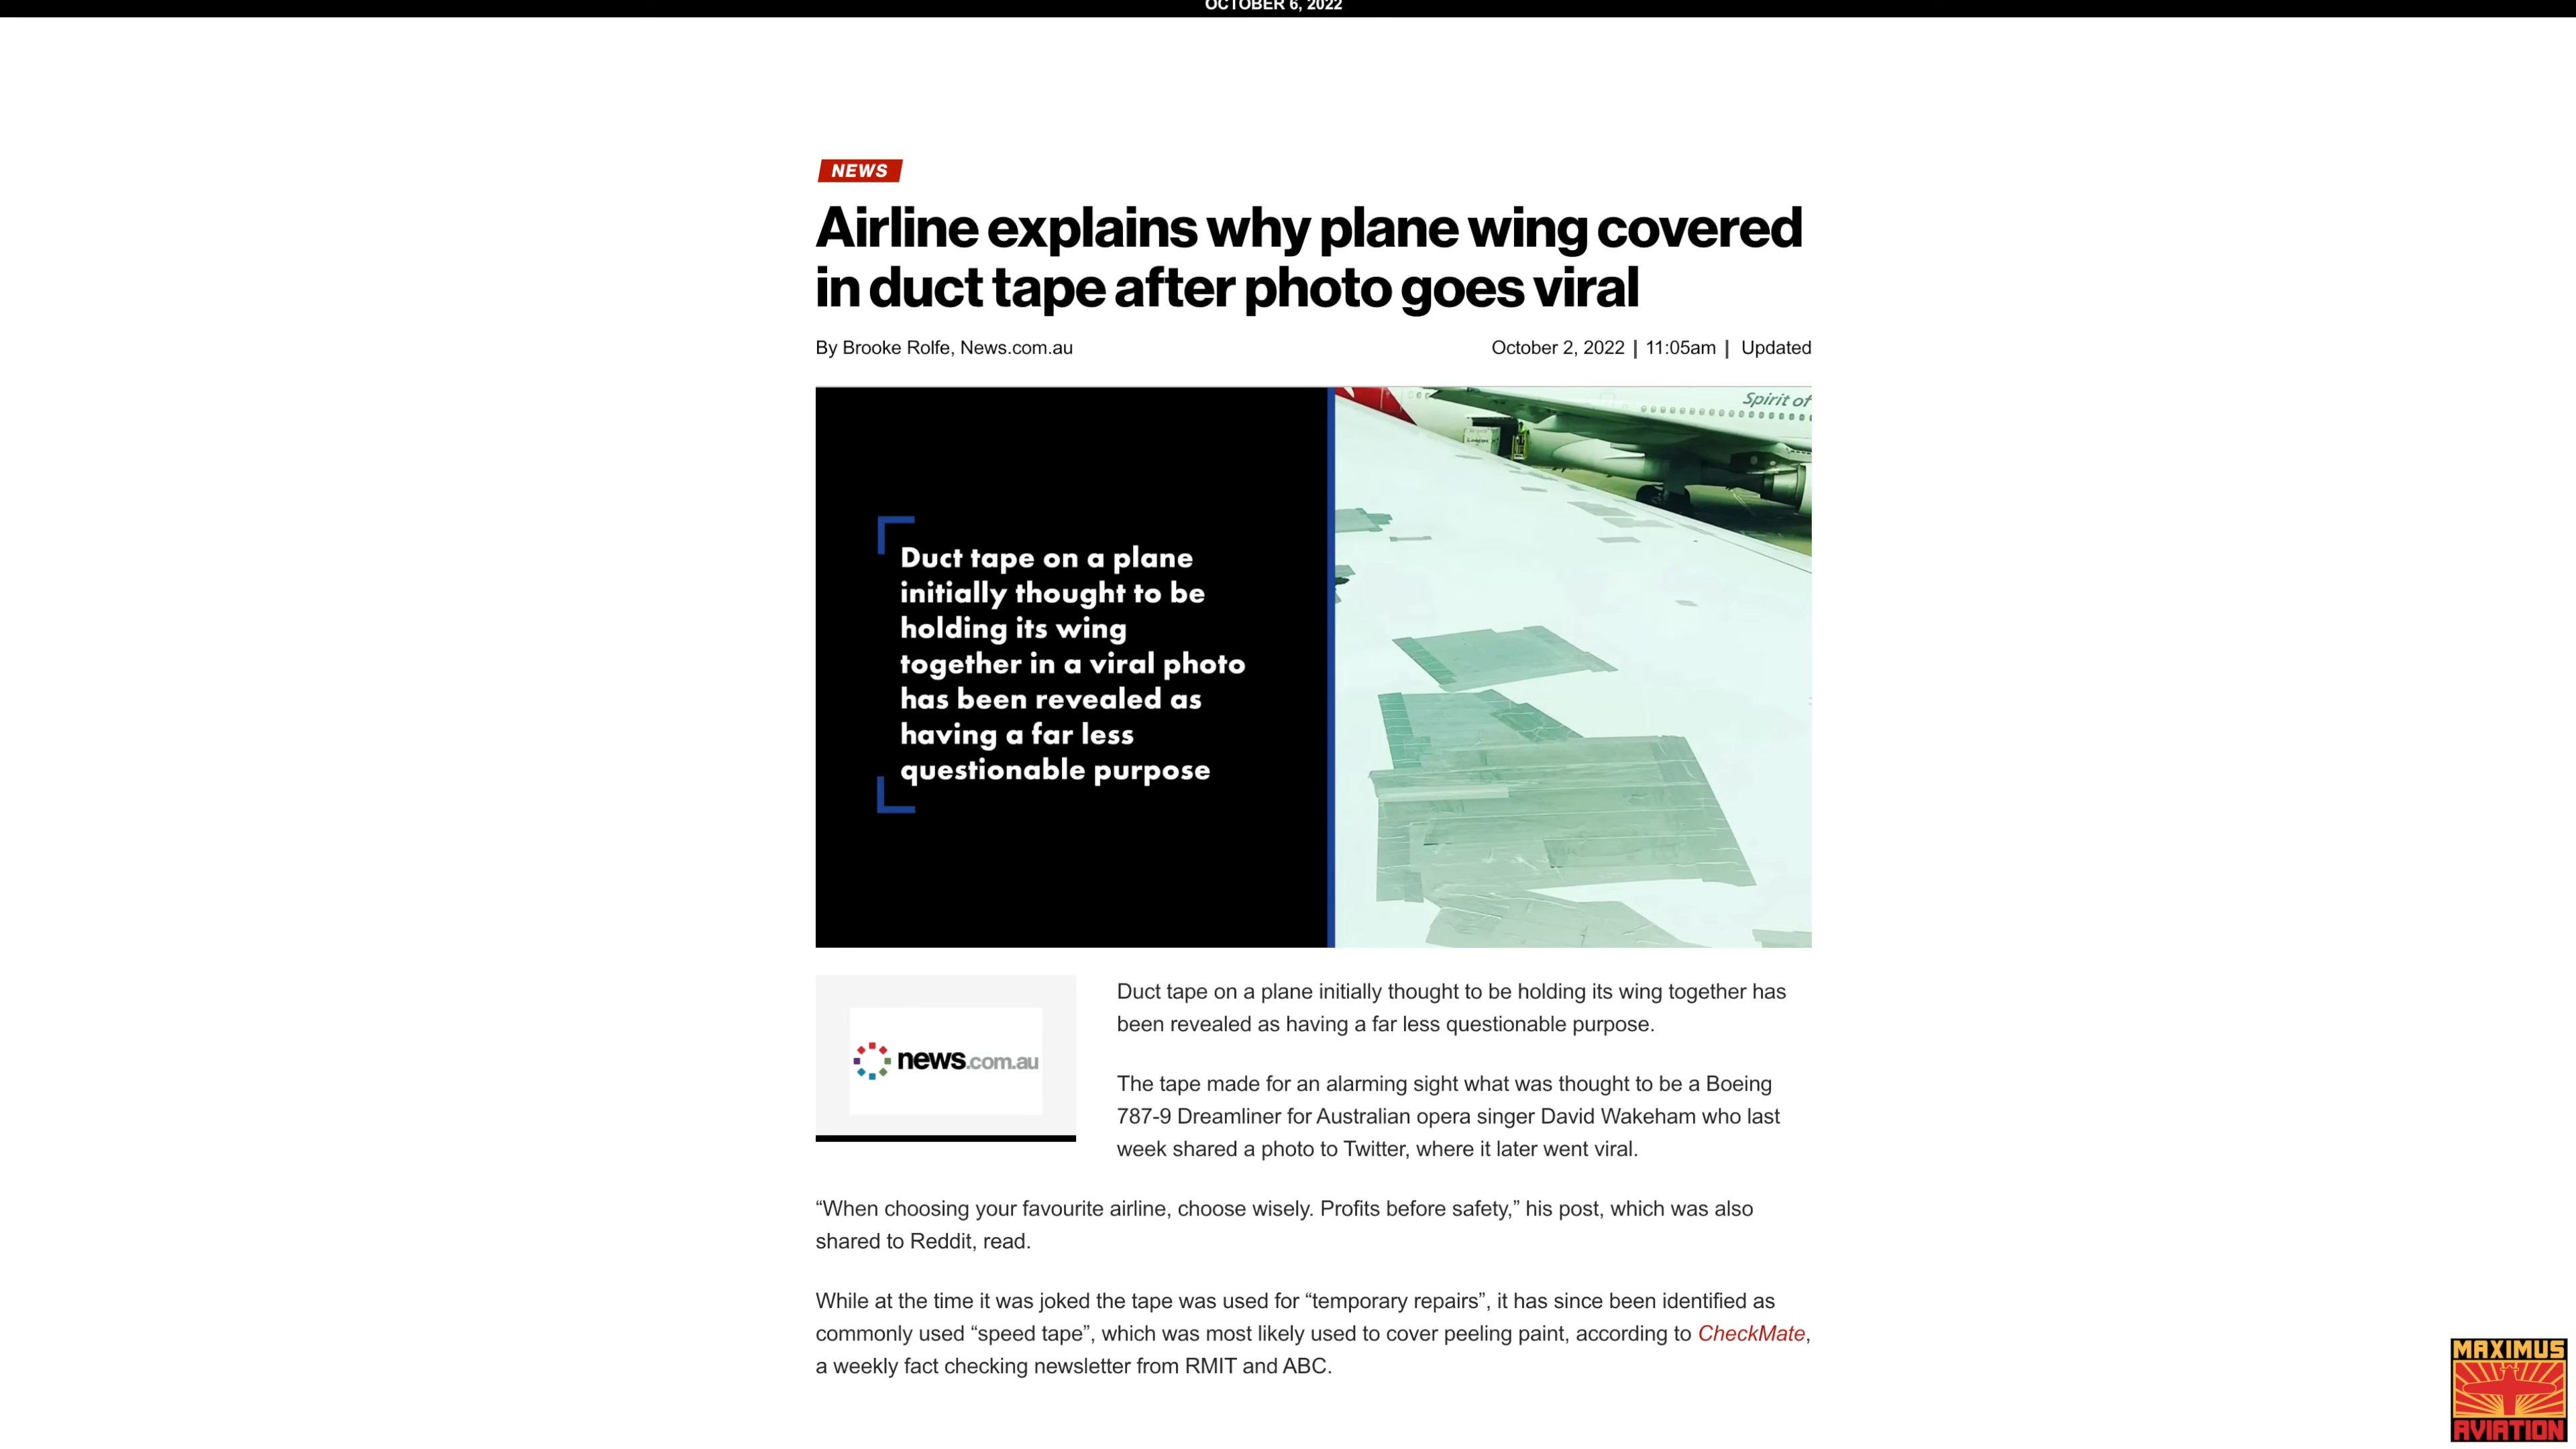 OCTOBER 6, 2022
NEWS
Airline explains why plane wing covered
in duct tape after photo goes viral
By Brooke Rolfe, News.com.au
October 2, 2022 | 11:05am | Updated
Spirit of
Duct tape on a plane
initially thought to be
holding its wing
together in a viral photo
has been revealed as
having a far less
questionable purpose
news.com.au
Duct tape on a plane initially thought to be holding its wing together has
been revealed as having a far less questionable purpose.
The tape made for an alarming sight what was thought to be a Boeing
787-9 Dreamliner for Australian opera singer David Wakeham who last
week shared a photo to Twitter, where it later went viral.
“When choosing your favourite airline, choose wisely. Profits before safety,” his post, which was also
shared to Reddit, read.
While at the time it was joked the tape was used for “temporary repairs”, it has since been identified as
commonly used “speed tape”, which was most likely used to cover peeling paint, according to CheckMate,
a weekly fact checking newsletter from RMIT and ABC.
MAXIMUS
AVIATION